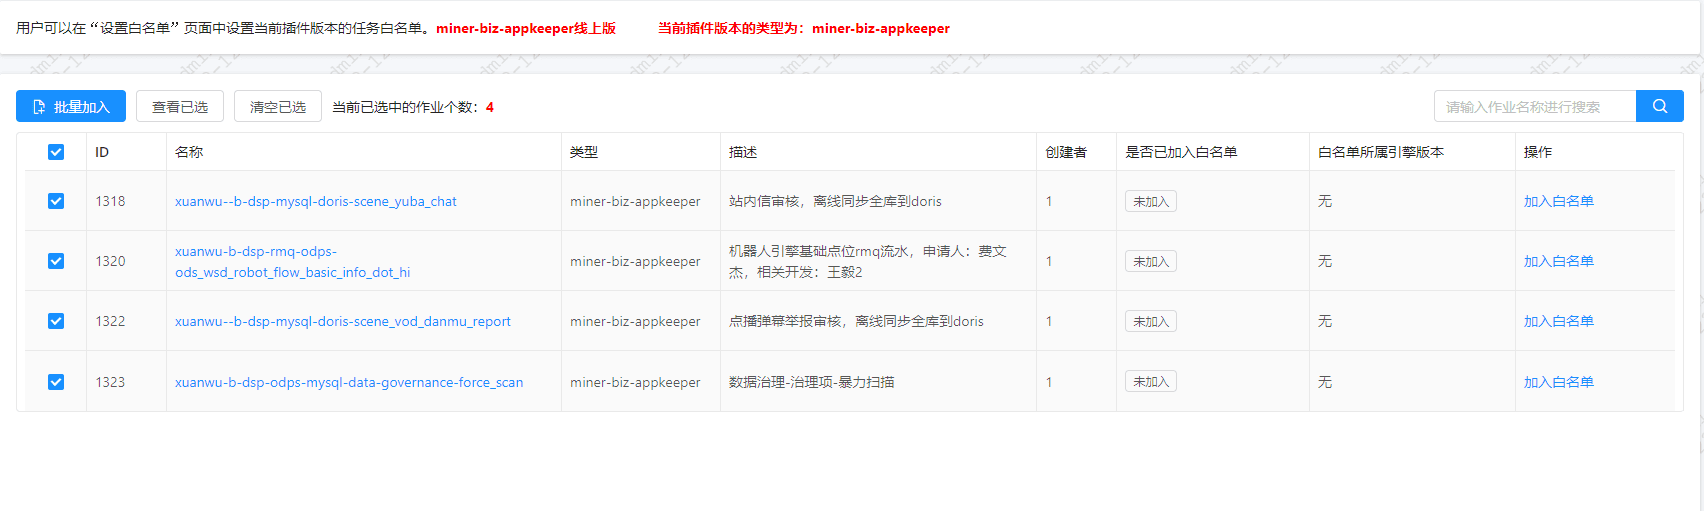 用户可以在“设置白名单”页面中设置当前插件版本的任务白名单。miner-biz-appkeeper线上版 当前插件版本的类型为：miner-biz-appkeeper
批量加入 查看已选 清空已选 当前已选中的作业个数：4 请输入作业名称进行搜索
ID 名称 类型 描述 创建者 是否已加入白名单 白名单所属引擎版本 操作
1318 xuanwu--b-dsp-mysql-doris-scene_yuba_chat miner-biz-appkeeper 站内信审核，离线同步全库到doris 1 未加入 无 加入白名单
xuanwu-b-dsp-rmq-odps- 机器人引擎基础点位rmq流水，申请人：费文
1320 miner-biz-appkeeper 1 未加入 无 加入白名单
ods_wsd_robot_flow_basic_info_dot_hi 杰，相关开发：王毅2
1322 xuanwu--b-dsp-mysql-doris-scene_vod_danmu_report miner-biz-appkeeper 点播弹幕举报审核，离线同步全库到doris 1 未加入 无 加入白名单
1323 xuanwu-b-dsp-odps-mysql-data-governance-force_scan miner-biz-appkeeper 数据治理-治理项-暴力扫描 1 未加入 无 加入白名单